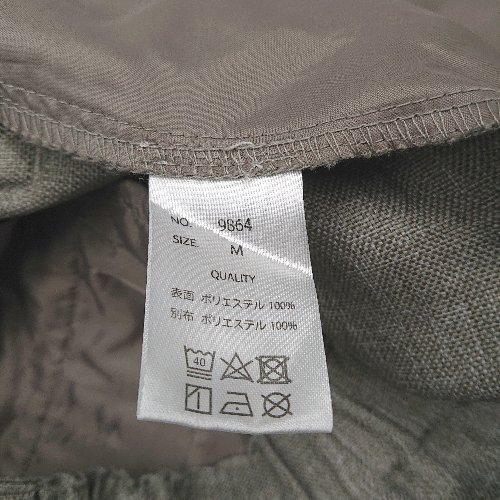 NO. 9864
SIZE. M
QUALITY
表面 ポリエステル 100%
別布 ポリエステル 100%
40